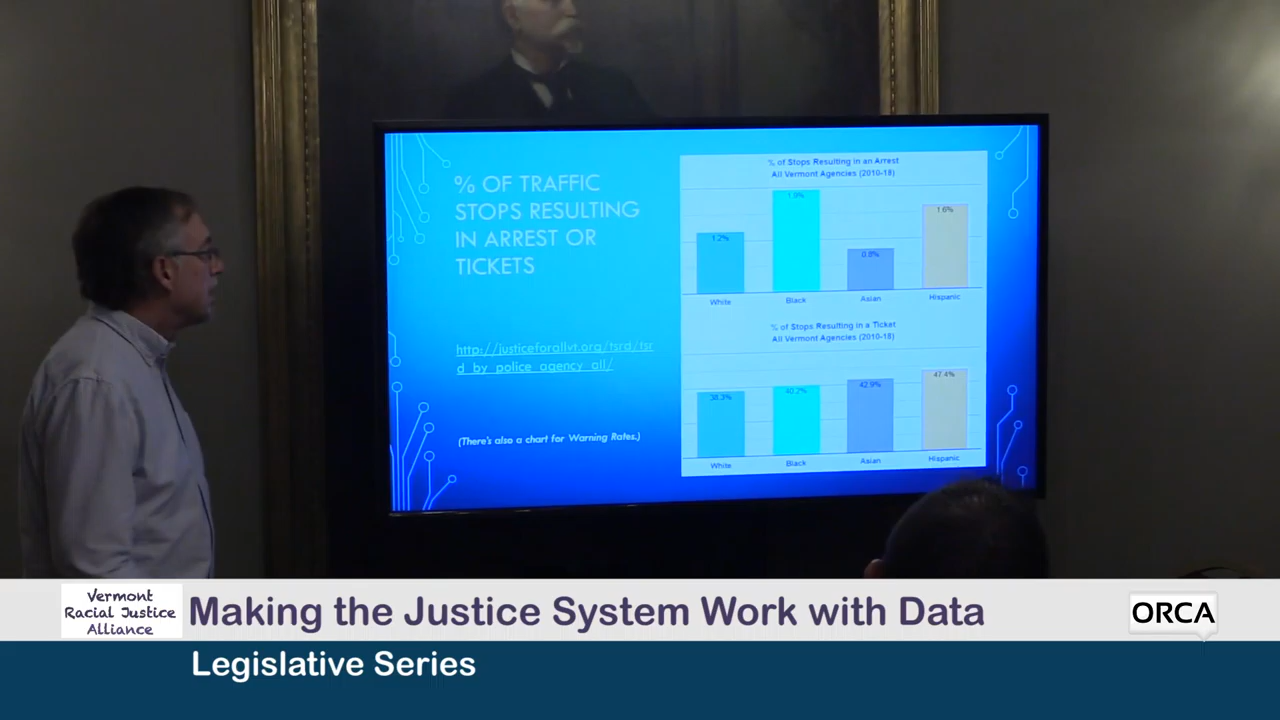 % OF TRAFFIC
STOPS RESULTING
IN ARREST OR
TICKETS
http://justiceforallvt.org/tsrd/tsr
d_by_police_agency_all/
(There's also a chart for Warning Rates.)
% of Stops Resulting in an Arrest
All Vermont Agencies (2010-18)
1.2%
1.9%
0.8%
1.6%
White
Black
Asian
Hispanic
% of Stops Resulting in a Ticket
All Vermont Agencies (2010-18)
38.3%
40.2%
42.9%
47.4%
White
Black
Asian
Hispanic
Vermont
Racial Justice
Alliance
Making the Justice System Work with Data
ORCA
Legislative Series